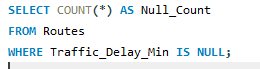 SELECT COUNT(*) AS Null_Count
FROM Routes
WHERE Traffic_Delay_Min IS NULL;